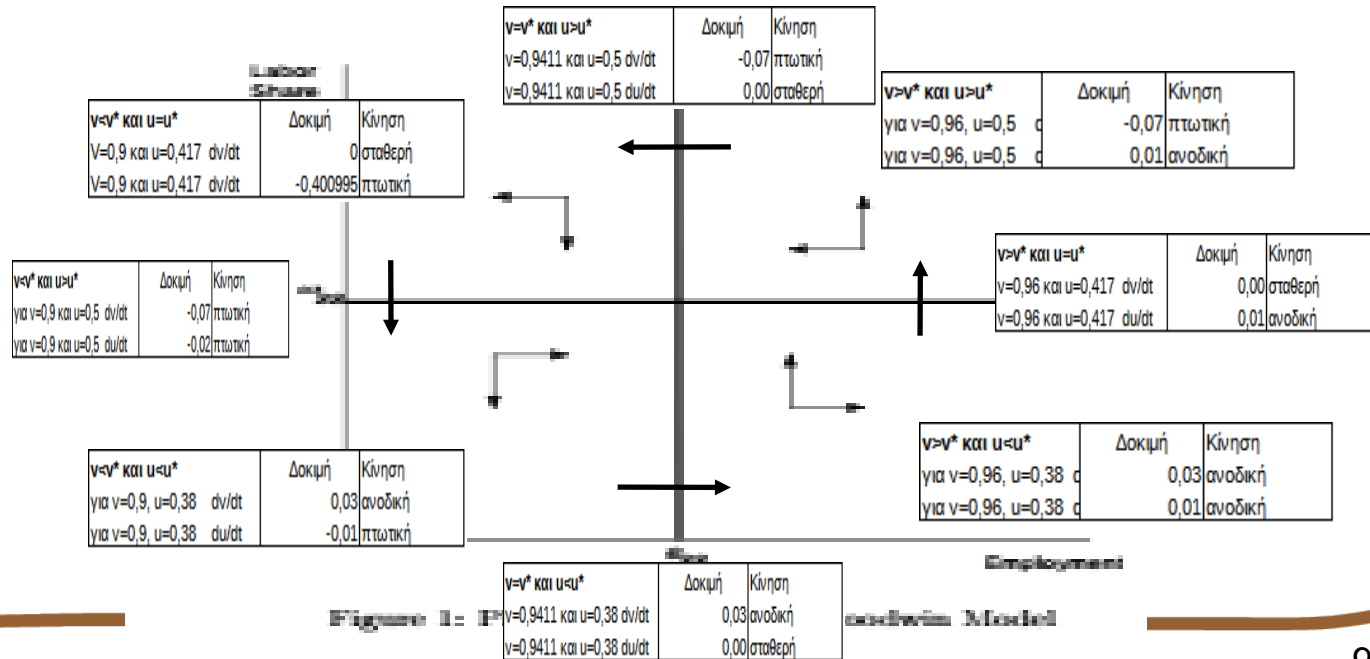 v=v* και u>u* Δοκιμή Κίνηση
v=0,9411 και u=0,5 dv/dt -0,07 πτωτική
v=0,9411 και u=0,5 du/dt 0,00 σταθερή
Labor
Share
v>v* και u>u* Δοκιμή Κίνηση
για v=0,96, u=0,5 -0,07 πτωτική
για v=0,96, u=0,5 0,01 ανοδική
v<v* και u=u* Δοκιμή Κίνηση
V=0,9 και u=0,417 dv/dt 0 σταθερή
V=0,9 και u=0,417 dv/dt -0,400995 πτωτική
v>v* και u=u* Δοκιμή Κίνηση
v=0,96 και u=0,417 dv/dt 0,00 σταθερή
v=0,96 και u=0,417 du/dt 0,01 ανοδική
v<v* και u>u* Δοκιμή Κίνηση
για v=0,9 και u=0,5 dv/dt -0,07 πτωτική
για v=0,9 και u=0,5 du/dt -0,02 πτωτική
v>v* και u<u* Δοκιμή Κίνηση
για v=0,96, u=0,38 0,03 ανοδική
για v=0,96, u=0,38 0,01 ανοδική
v<v* και u<u* Δοκιμή Κίνηση
για v=0,9, u=0,38 dv/dt 0,03 ανοδική
για v=0,9, u=0,38 du/dt -0,01 πτωτική
Employment
v=v* και u<u* Δοκιμή Κίνηση
v=0,9411 και u=0,38 dv/dt 0,03 ανοδική
v=0,9411 και u=0,38 du/dt 0,00 σταθερή
Figure 1: P oodwin Model